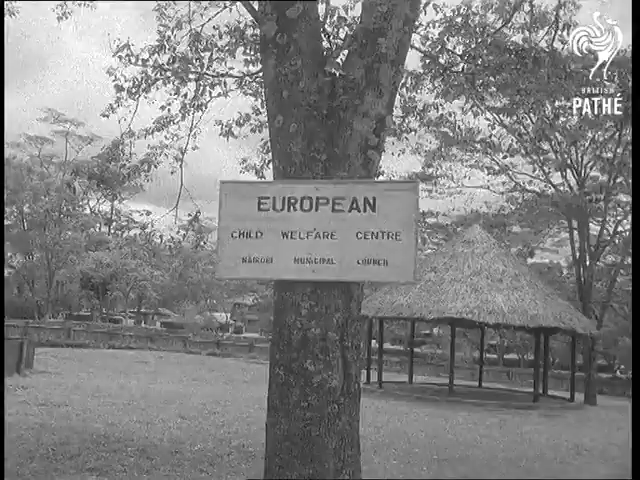 BRITISH
PATHÉ
EUROPEAN
CHILD WELFARE CENTRE
NAIROBI MUNICIPAL COUNCIL